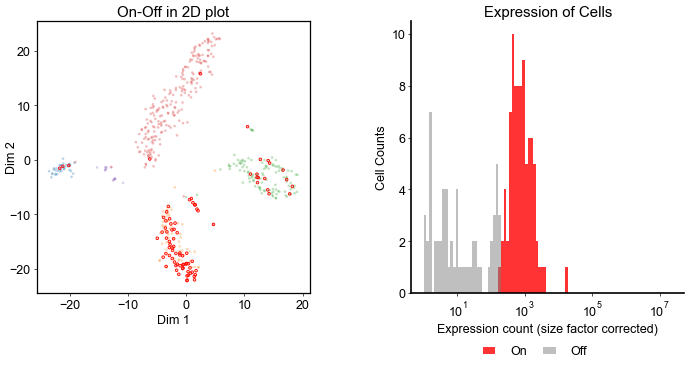 On-Off in 2D plot
Dim 2
20
10
0
−10
−20
−20 −10 0 10 20
Dim 1
Expression of Cells
Cell Counts
10
8
6
4
2
0
10^1 10^3 10^5 10^7
Expression count (size factor corrected)
On Off